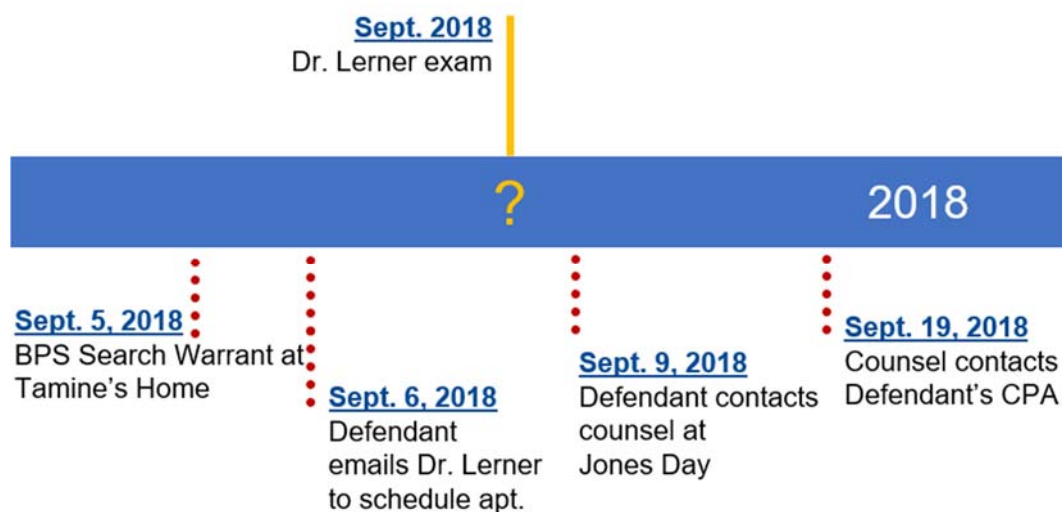 Sept. 2018
Dr. Lerner exam
?
2018
Sept. 5, 2018
BPS Search Warrant at
Tamine's Home
Sept. 6, 2018
Defendant
emails Dr. Lerner
to schedule apt.
Sept. 9, 2018
Defendant contacts
counsel at
Jones Day
Sept. 19, 2018
Counsel contacts
Defendant's CPA